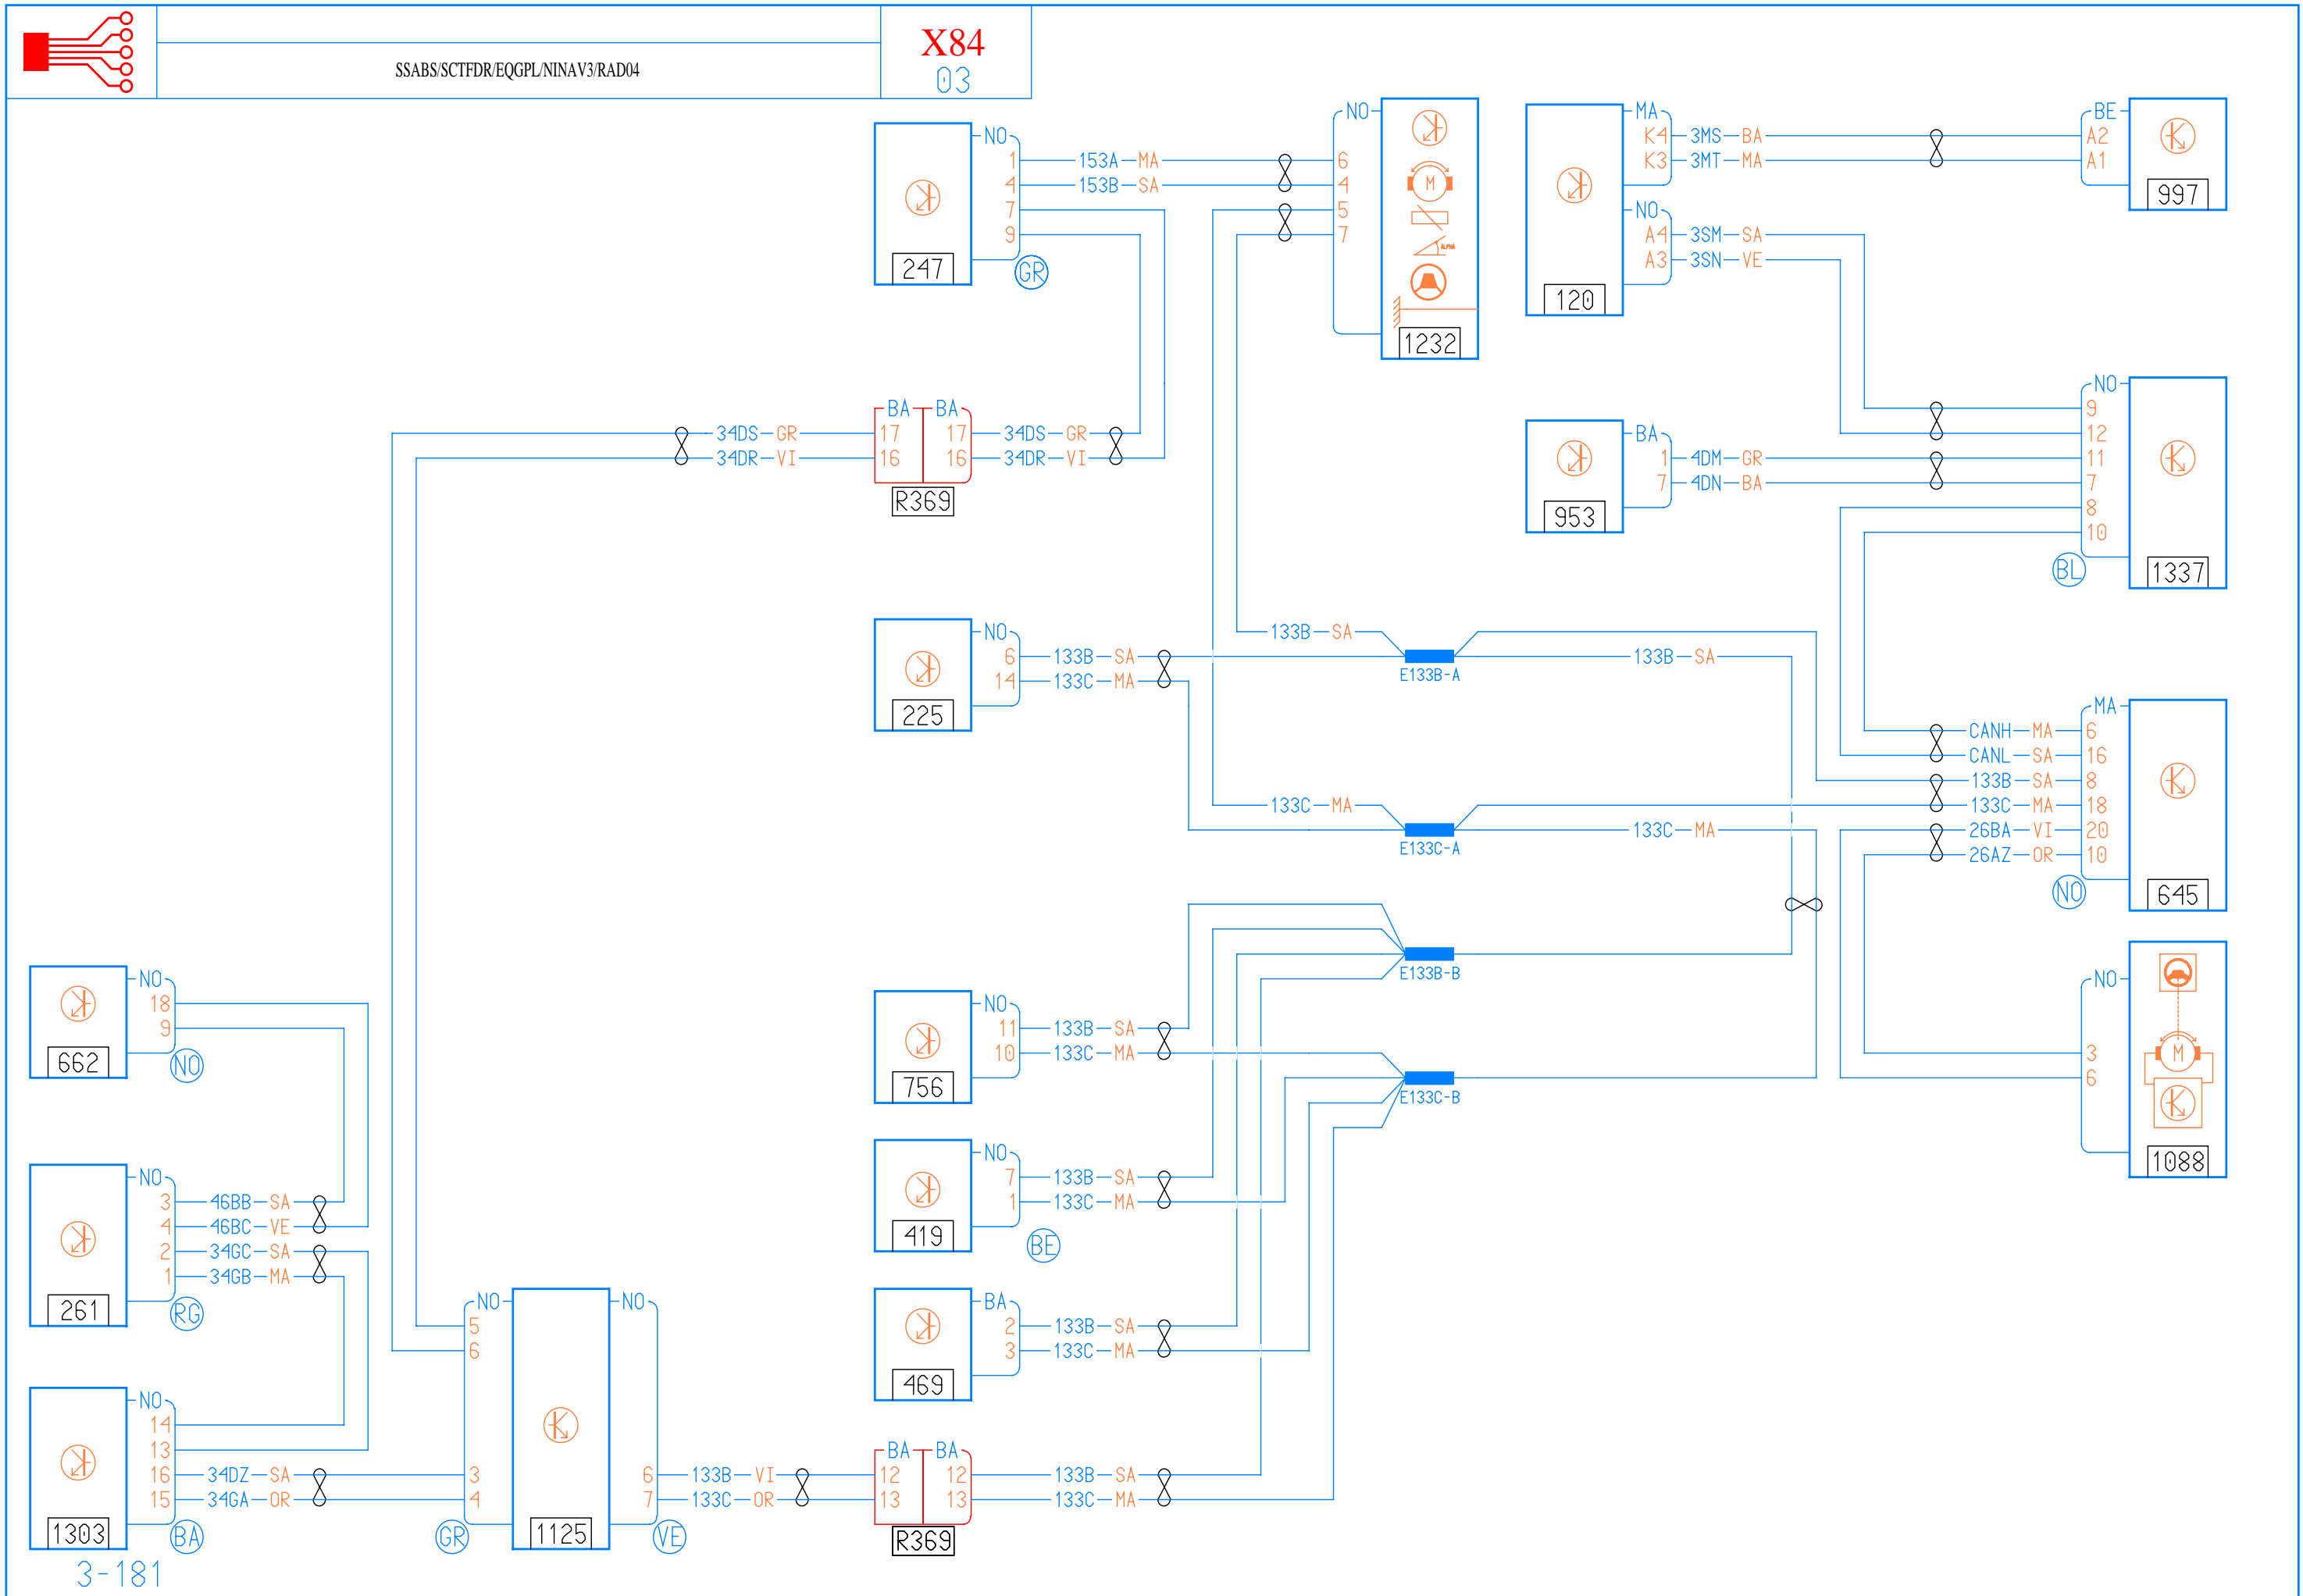 X84
SSABS/SCTFDR/EQGPL/NINAV3/RAD04
03
NO
1 153A MA
4 153B SA
7
9
247
GR
NO
6
4
5
7
M
ALPHA
1232
MA
K4 3MS BA
K3 3MT MA
NO
A4 3SM SA
A3 3SN VE
120
BE
A2
A1
997
34DS GR
34DR VI
BA BA
17 17
16 16
34DS GR
34DR VI
R369
BA
1 4DM GR
7 4DN BA
953
NO
9
12
11
7
8
10
BL
1337
NO
6 133B SA
14 133C MA
225
133B SA
E133B-A
133B SA
133C MA
E133C-A
133C MA
MA
CANH MA 6
CANL SA 16
133B SA 8
133C MA 18
26BA VI 20
26AZ OR 10
NO
645
E133B-B
E133C-B
NO
3
6
M
1088
NO
18
9
662
NO
NO
11 133B SA
10 133C MA
756
NO
7 133B SA
1 133C MA
419
BE
NO
3 46BB SA
4 46BC VE
2 34GC SA
1 34GB MA
261
RG
BA
2 133B SA
3 133C MA
469
NO
14
13
16 34DZ SA
15 34GA OR
1303
BA
NO
5
6
3
4
GR
1125
NO
6 133B VI
7 133C OR
VE
BA BA
12 12
13 13
133B SA
133C MA
R369
3-181